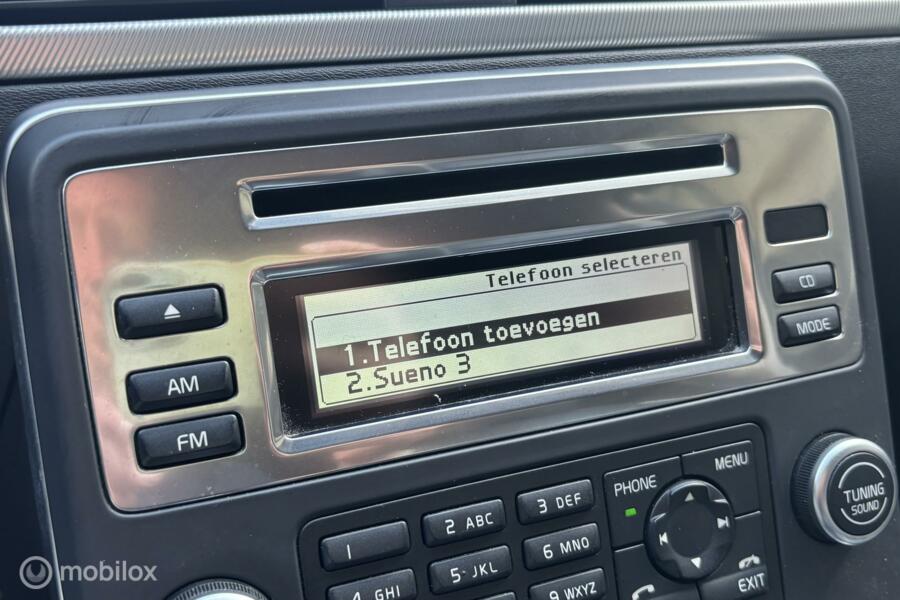 Telefoon selecteren
1.Telefoon toevoegen
2.Sueno 3
AM
FM
CD
MODE
1
2 ABC
3 DEF
4 GHI
5 JKL
6 MNO
9 WXYZ
PHONE
MENU
EXIT
TUNING
SOUND
mobilox